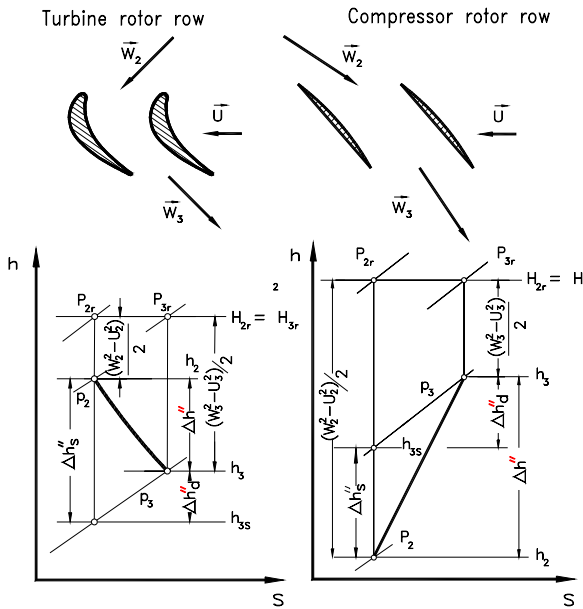 Turbine rotor row
Compressor rotor row
W₂
W₂
U
U
W₃
W₃
h
h
P₂ᵣ
P₃ᵣ
2
H₂ᵣ = H₃ᵣ
(W₂²−U₂²)/2
h₂
p₂
Δh"
(W₃²−U₃²)/2
Δh"ₛ
h₃
p₃
Δh"d
h₃ₛ
S
P₂ᵣ
P₃ᵣ
H₂ᵣ = H
(W₃²−U₃²)/2
(W₂²−U₂²)/2
p₃
h₃
Δh"d
h₃ₛ
Δh"ₛ
Δh"
P₂
h₂
S